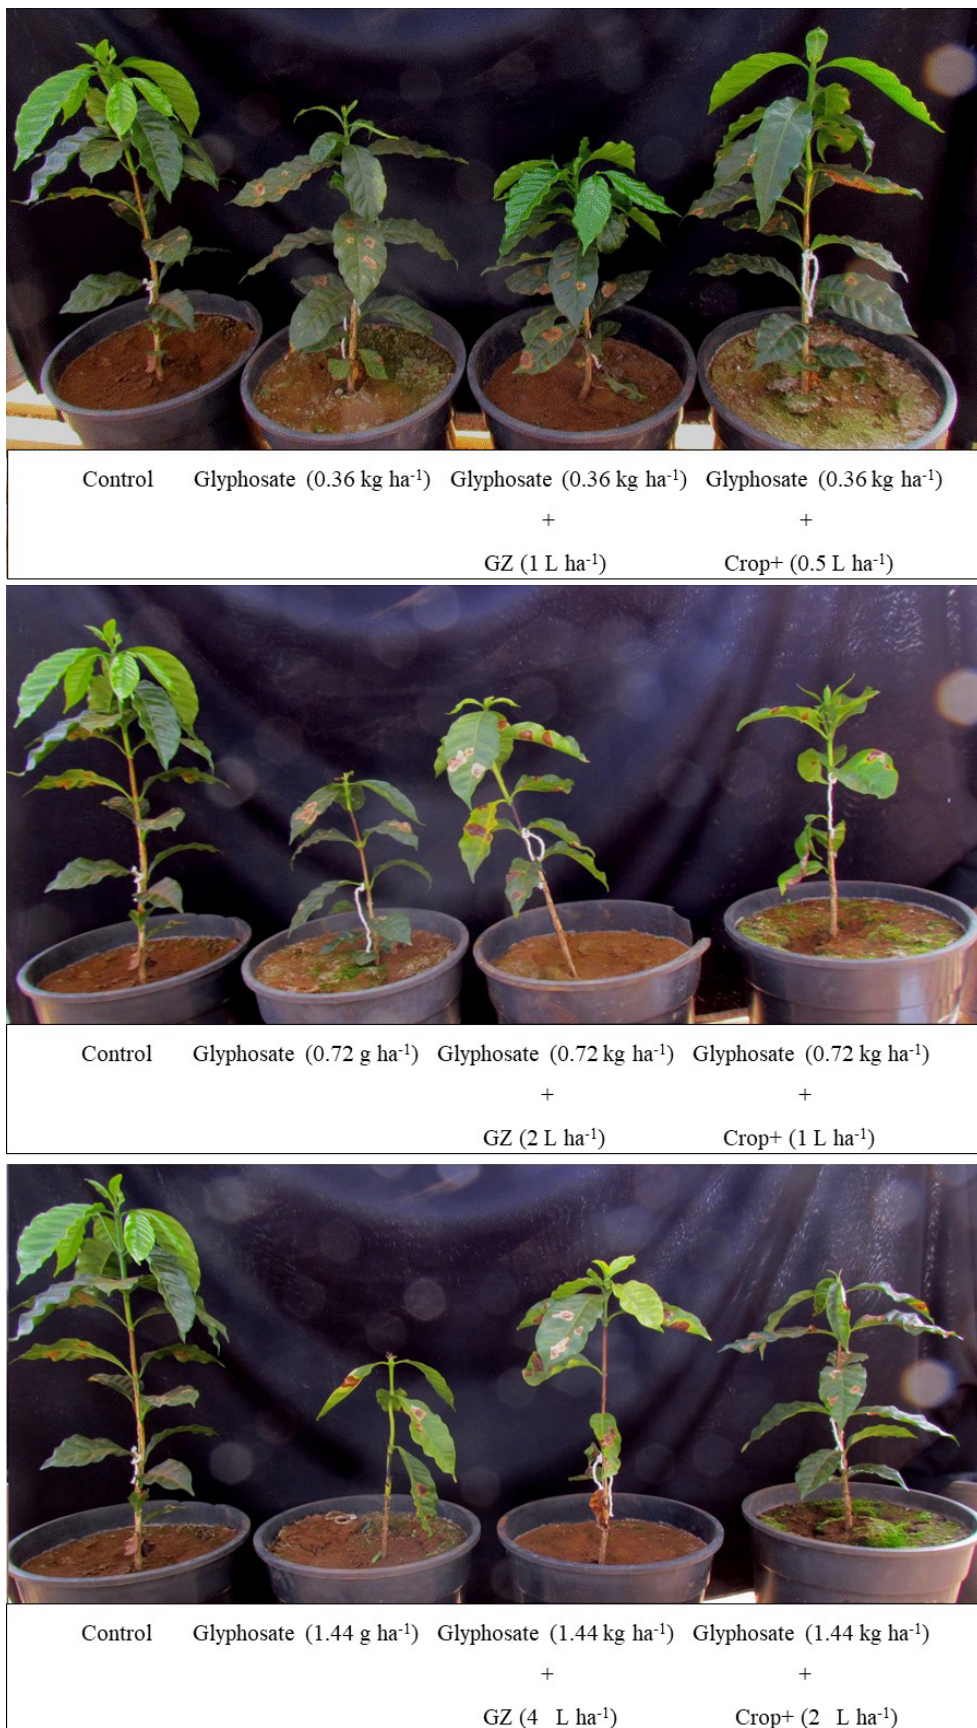 Control Glyphosate (0.36 kg ha⁻¹) Glyphosate (0.36 kg ha⁻¹) Glyphosate (0.36 kg ha⁻¹)
+ +
GZ (1 L ha⁻¹) Crop+ (0.5 L ha⁻¹)
Control Glyphosate (0.72 g ha⁻¹) Glyphosate (0.72 kg ha⁻¹) Glyphosate (0.72 kg ha⁻¹)
+ +
GZ (2 L ha⁻¹) Crop+ (1 L ha⁻¹)
Control Glyphosate (1.44 g ha⁻¹) Glyphosate (1.44 kg ha⁻¹) Glyphosate (1.44 kg ha⁻¹)
+ +
GZ (4 L ha⁻¹) Crop+ (2 L ha⁻¹)